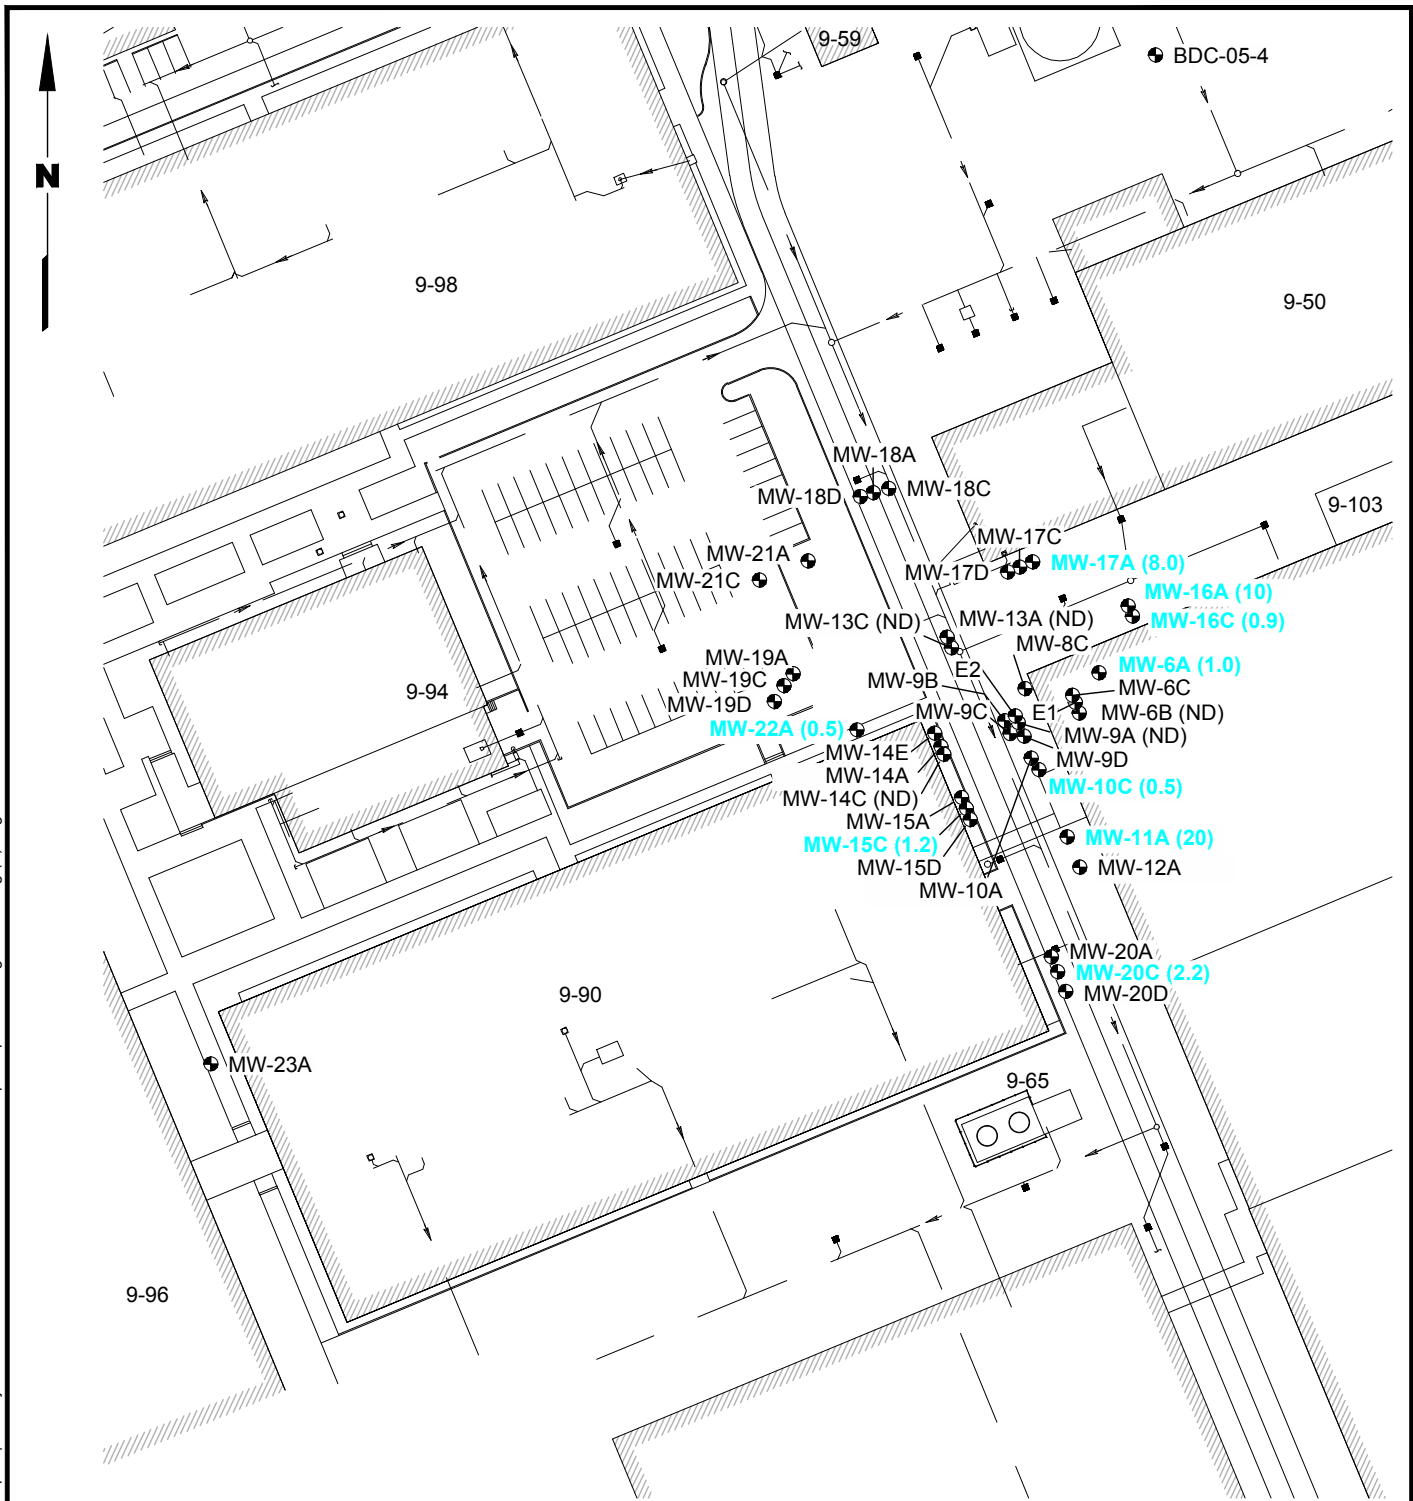 9-59
BDC-05-4
N
9-98
9-50
MW-18A
MW-18D
MW-18C
9-103
MW-17C
MW-21A
MW-17A (8.0)
MW-17D
MW-21C
MW-16A (10)
MW-13A (ND)
MW-13C (ND)
MW-16C (0.9)
MW-8C
MW-19A
E2
MW-6A (1.0)
MW-9B
MW-19C
9-94
MW-6C
MW-19D
MW-9C
E1
MW-6B (ND)
MW-22A (0.5)
MW-9A (ND)
MW-14E
MW-9D
MW-14A
MW-10C (0.5)
MW-14C (ND)
MW-15A
MW-11A (20)
MW-15C (1.2)
MW-15D
MW-12A
MW-10A
MW-20A
MW-20C (2.2)
9-90
MW-20D
MW-23A
9-65
9-96